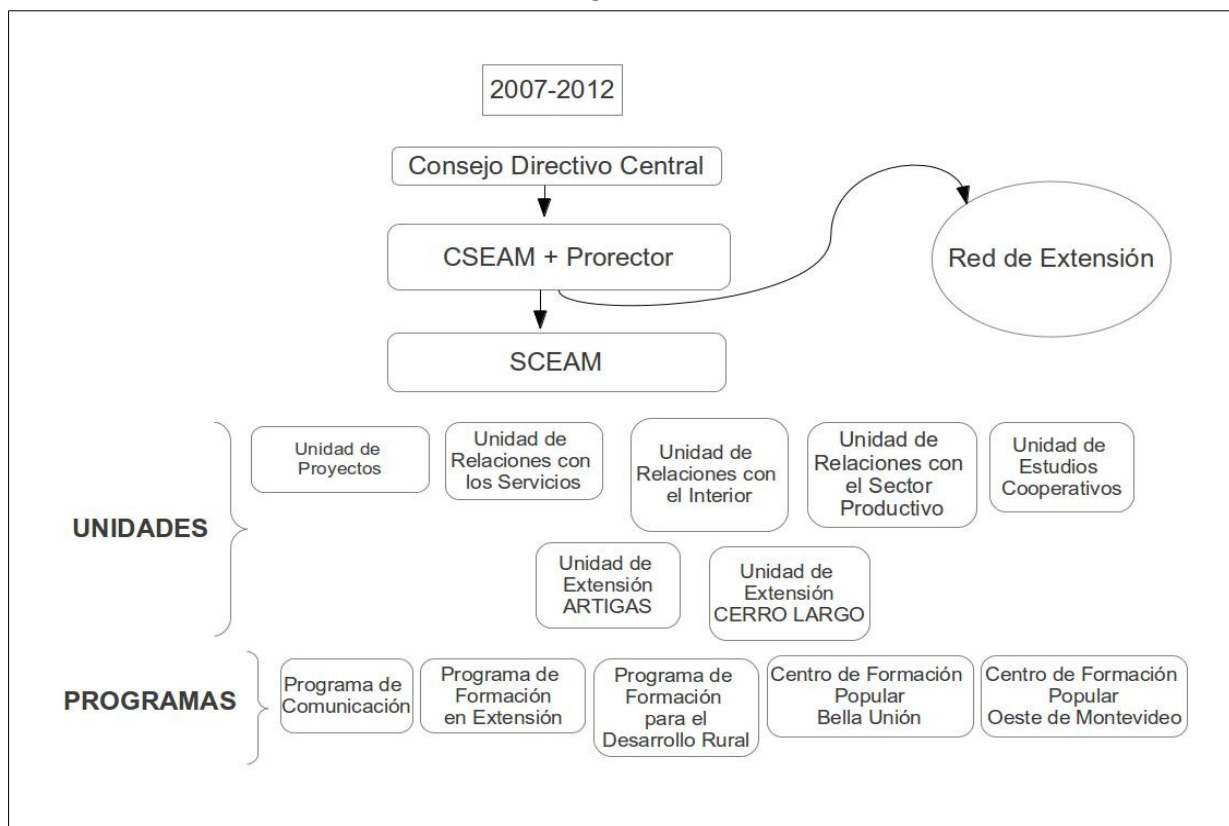 2007-2012
Consejo Directivo Central
CSEAM + Prorector
Red de Extensión
SCEAM
UNIDADES
Unidad de
Proyectos
Unidad de
Relaciones con
los Servicios
Unidad de
Relaciones con
el Interior
Unidad de
Relaciones con
el Sector
Productivo
Unidad de
Estudios
Cooperativos
Unidad de
Extensión
ARTIGAS
Unidad de
Extensión
CERRO LARGO
PROGRAMAS
Programa de
Comunicación
Programa de
Formación
en Extensión
Programa de
Formación
para el
Desarrollo Rural
Centro de Formación
Popular
Bella Unión
Centro de Formación
Popular
Oeste de Montevideo